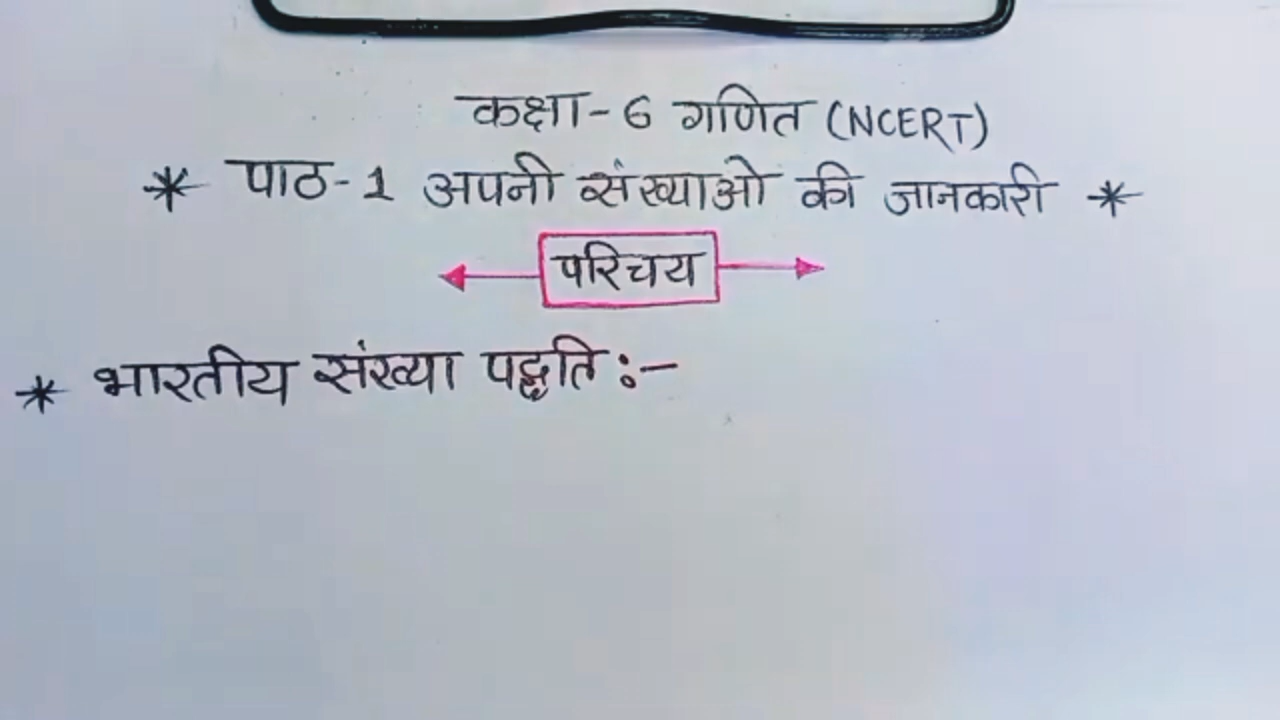 कक्षा-6 गणित (NCERT)
* पाठ-1 अपनी संख्याओ की जानकारी *
परिचय
* भारतीय संख्या पद्धति :-